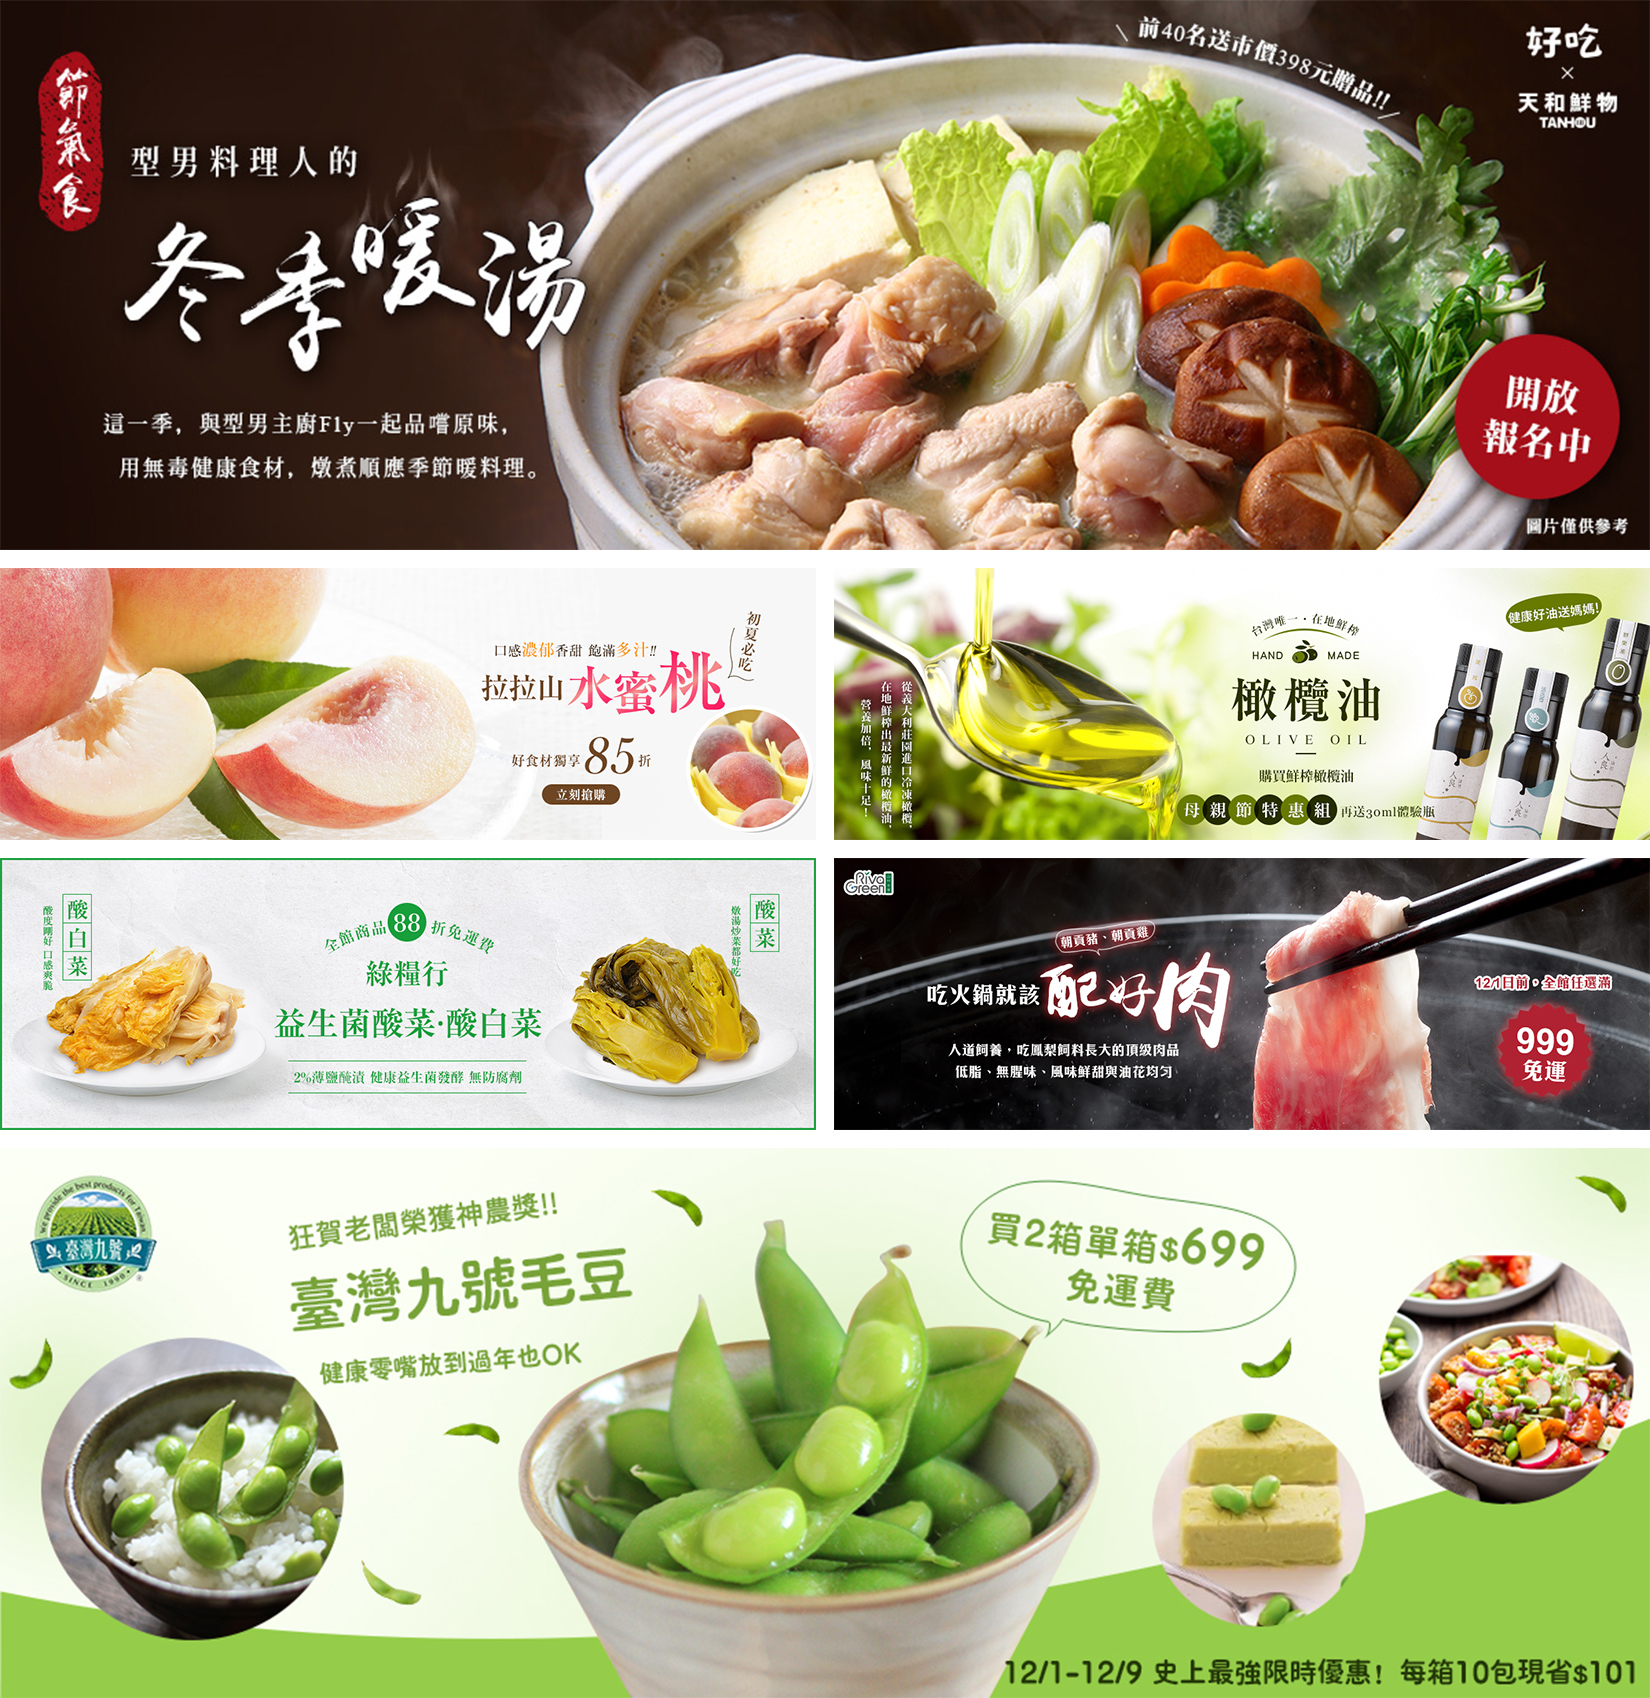 節氣食
型男料理人的
冬季暖湯
這一季，與型男主廚Fly一起品嚐原味，
用無毒健康食材，燉煮順應季節暖料理。
前40名送市價398元贈品!!
好吃
×
天和鮮物
TANHOU
開放
報名中
圖片僅供參考
初夏必吃
口感濃郁香甜 飽滿多汁!!
拉拉山水蜜桃
好食材獨享85折
立刻搶購
從義大利莊園進口冷凍橄欖，
在地鮮榨出最新鮮的橄欖油，
營養加倍，風味十足！
台灣唯一·在地鮮榨
HAND MADE
橄欖油
OLIVE OIL
購買鮮榨橄欖油
母親節特惠組 再送30ml體驗瓶
健康好油送媽媽!
酸白菜
酸度剛好 口感爽脆
全館商品88折免運費
綠糧行
益生菌酸菜·酸白菜
2%薄鹽醃漬 健康益生菌發酵 無防腐劑
酸菜
燉湯炒菜都好吃
Riva
Green
朝貢豬、朝貢雞
吃火鍋就該配好肉
人道飼養，吃鳳梨飼料長大的頂級肉品
低脂、無腥味、風味鮮甜與油花均勻
12/1日前，全館任選滿
999
免運
We provide the best products for Taiwan
臺灣九號
SINCE 1990
狂賀老闆榮獲神農獎!!
臺灣九號毛豆
健康零嘴放到過年也OK
買2箱單箱$699
免運費
12/1-12/9 史上最強限時優惠！每箱10包現省$101